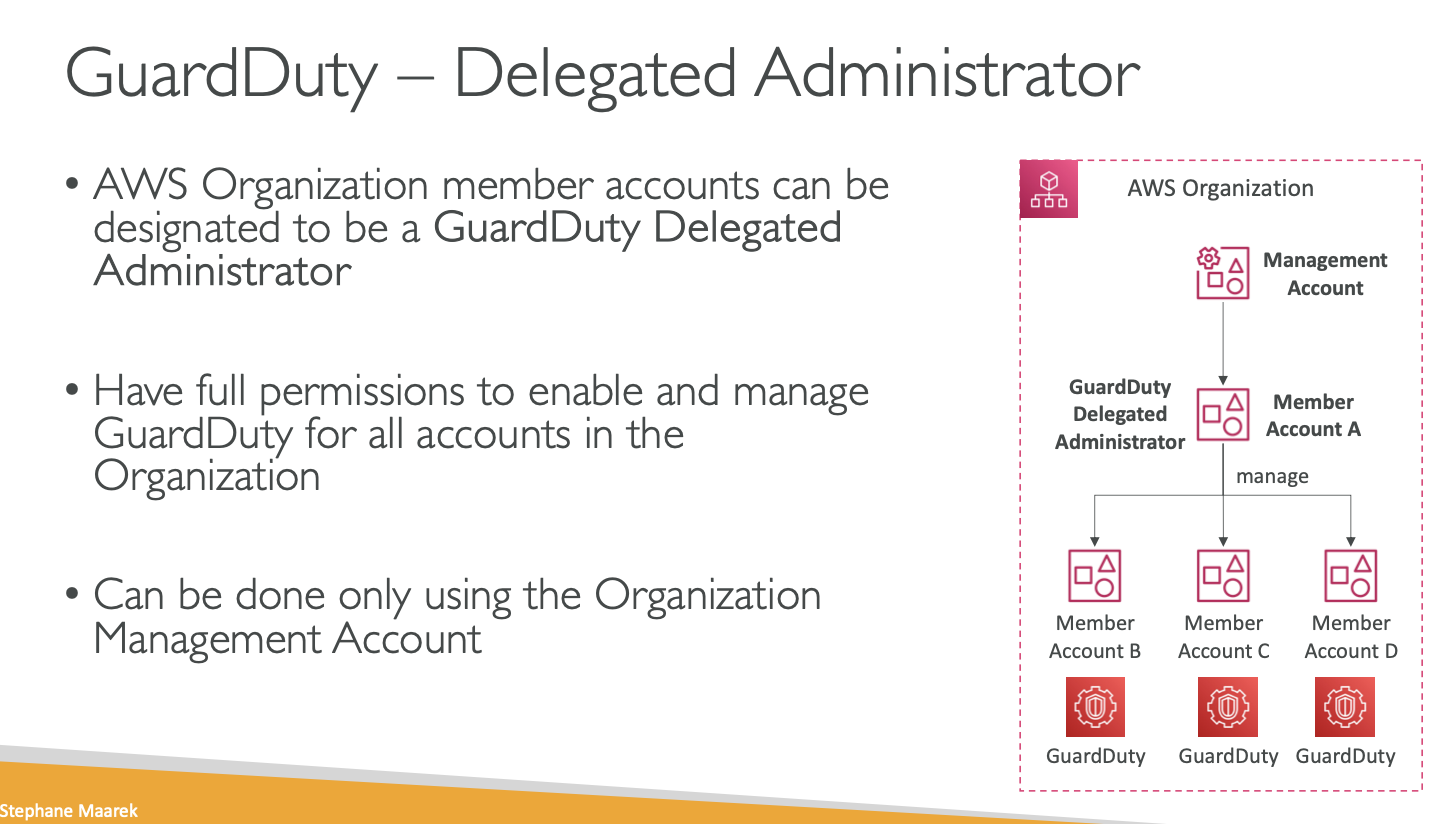 GuardDuty – Delegated Administrator
• AWS Organization member accounts can be
designated to be a GuardDuty Delegated
Administrator
• Have full permissions to enable and manage
GuardDuty for all accounts in the
Organization
• Can be done only using the Organization
Management Account
AWS Organization
Management
Account
GuardDuty
Delegated
Administrator
Member
Account A
manage
Member
Account B
Member
Account C
Member
Account D
GuardDuty
GuardDuty
GuardDuty
Stephane Maarek